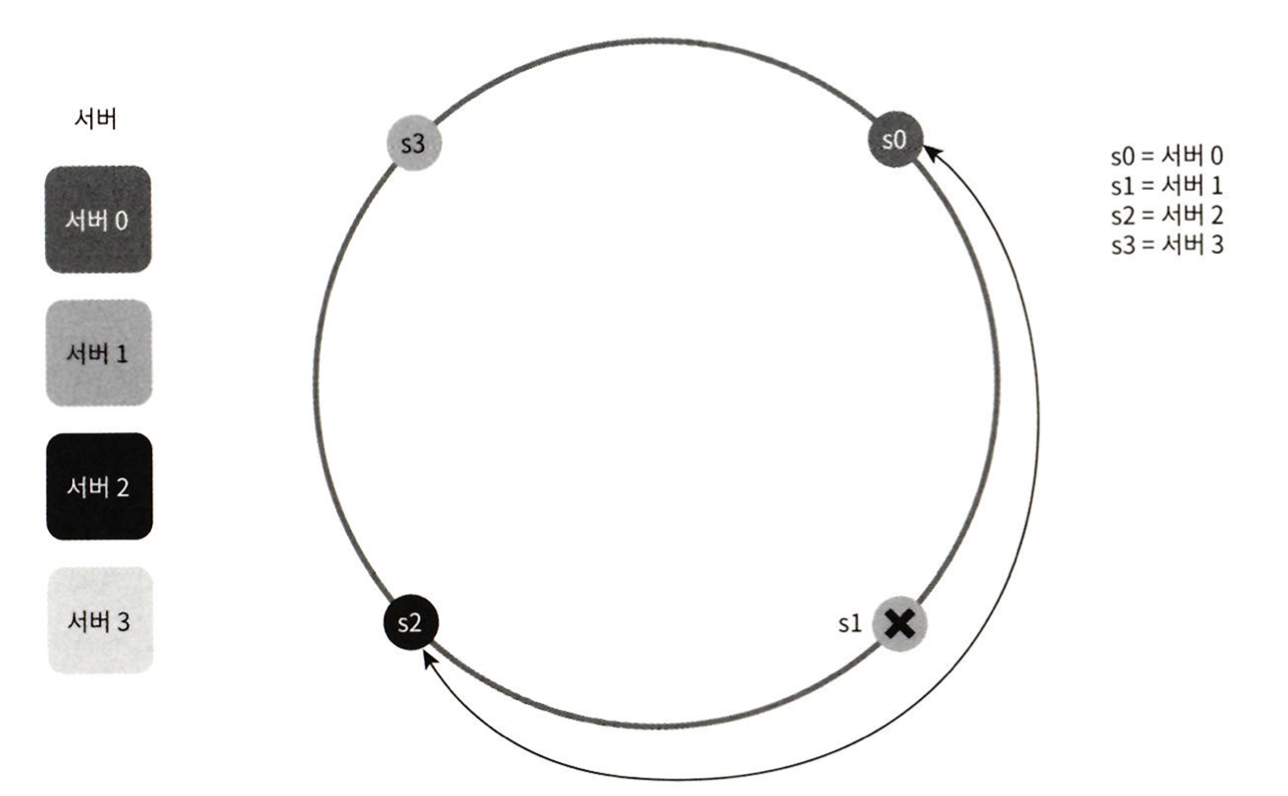 서버
서버 0
서버 1
서버 2
서버 3
s3
s0
s2
s1
s0 = 서버 0
s1 = 서버 1
s2 = 서버 2
s3 = 서버 3